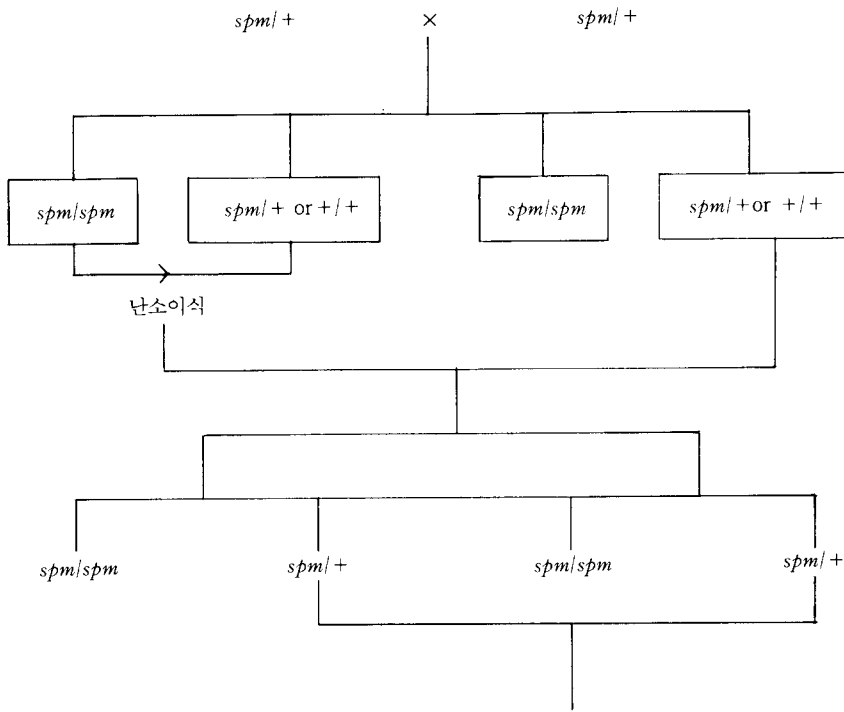 spm/+ × spm/+
spm/spm spm/+ or +/+ spm/spm spm/+or +/+
난소이식
spm/spm spm/+ spm/spm spm/+